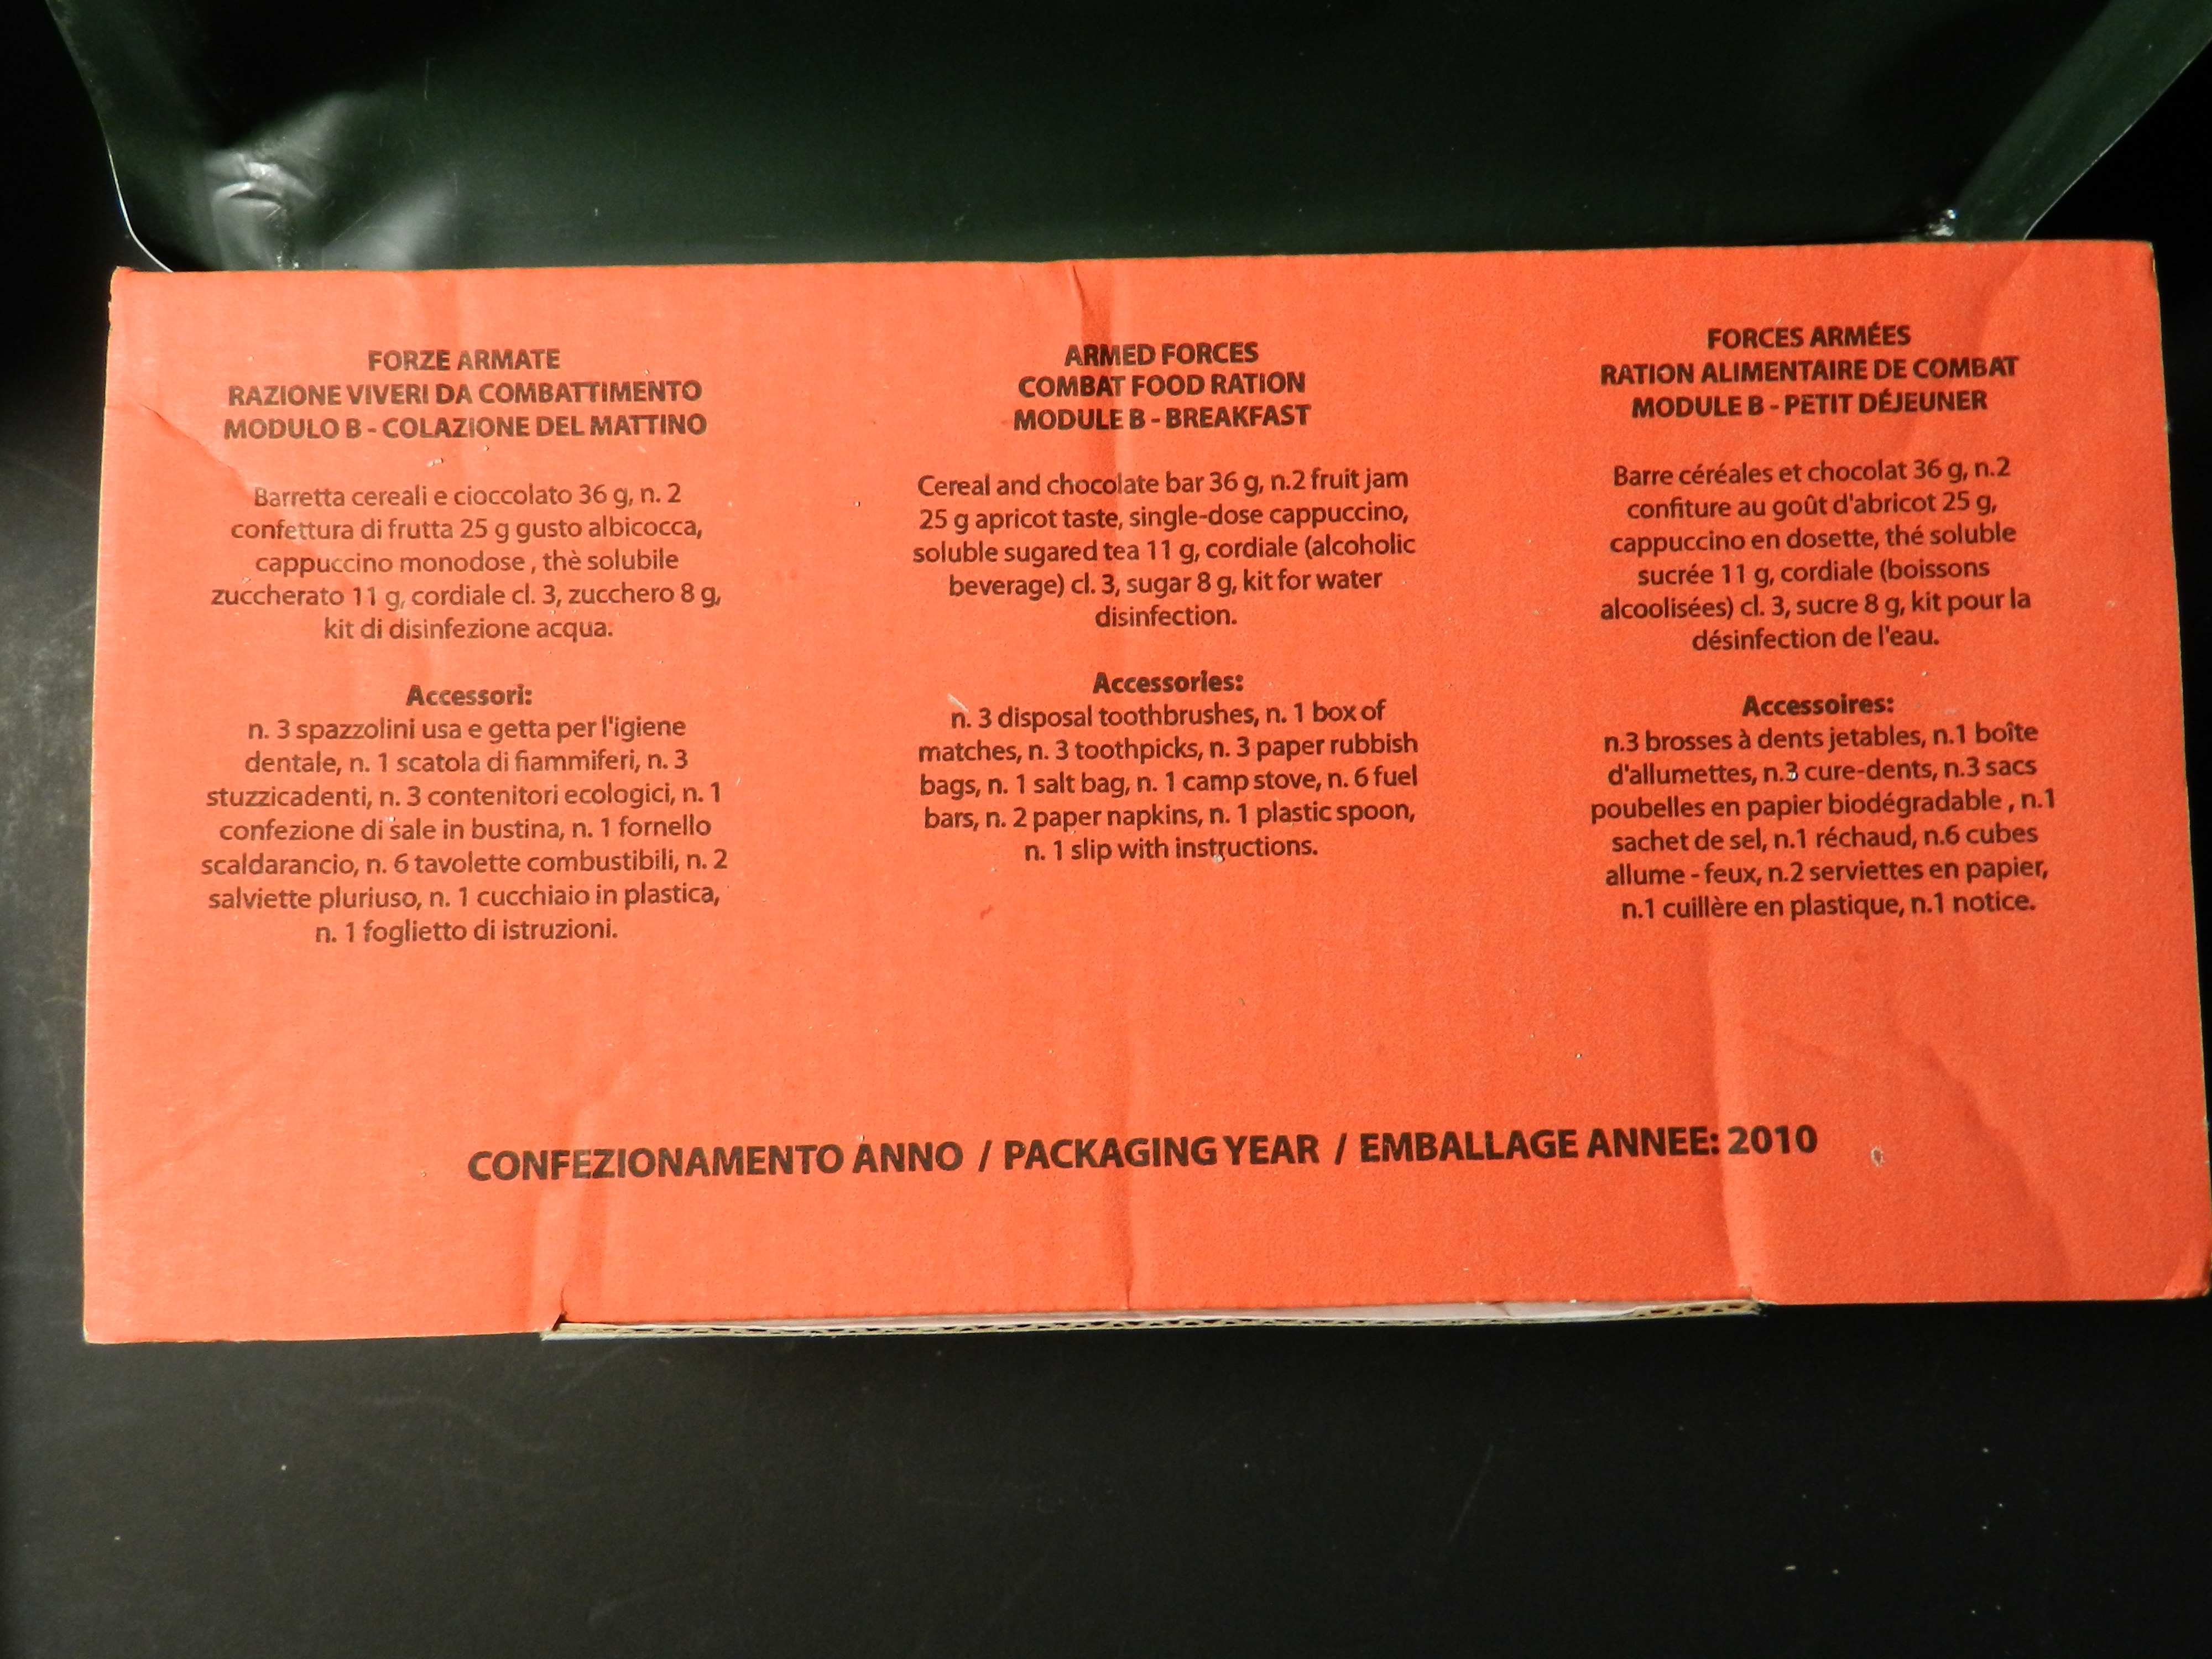 FORZE ARMATE
RAZIONE VIVERI DA COMBATTIMENTO
MODULO B - COLAZIONE DEL MATTINO
Barretta cereali e cioccolato 36 g, n. 2
confettura di frutta 25 g gusto albicocca,
cappuccino monodose , thè solubile
zuccherato 11 g, cordiale cl. 3, zucchero 8 g,
kit di disinfezione acqua.
Accessori:
n. 3 spazzolini usa e getta per l'igiene
dentale, n. 1 scatola di fiammiferi, n. 3
stuzzicadenti, n. 3 contenitori ecologici, n. 1
confezione di sale in bustina, n. 1 fornello
scaldarancio, n. 6 tavolette combustibili, n. 2
salviette pluriuso, n. 1 cucchiaio in plastica,
n. 1 foglietto di istruzioni.
ARMED FORCES
COMBAT FOOD RATION
MODULE B - BREAKFAST
Cereal and chocolate bar 36 g, n.2 fruit jam
25 g apricot taste, single-dose cappuccino,
soluble sugared tea 11 g, cordiale (alcoholic
beverage) cl. 3, sugar 8 g, kit for water
disinfection.
Accessories:
n. 3 disposal toothbrushes, n. 1 box of
matches, n. 3 toothpicks, n. 3 paper rubbish
bags, n. 1 salt bag, n. 1 camp stove, n. 6 fuel
bars, n. 2 paper napkins, n. 1 plastic spoon,
n. 1 slip with instructions.
FORCES ARMÉES
RATION ALIMENTAIRE DE COMBAT
MODULE B - PETIT DÉJEUNER
Barre céréales et chocolat 36 g, n.2
confiture au goût d'abricot 25 g,
cappuccino en dosette, thé soluble
sucrée 11 g, cordiale (boissons
alcoolisées) cl. 3, sucre 8 g, kit pour la
désinfection de l'eau.
Accessoires:
n.3 brosses à dents jetables, n.1 boîte
d'allumettes, n.3 cure-dents, n.3 sacs
poubelles en papier biodégradable , n.1
sachet de sel, n.1 réchaud, n.6 cubes
allume - feux, n.2 serviettes en papier,
n.1 cuillère en plastique, n.1 notice.
CONFEZIONAMENTO ANNO / PACKAGING YEAR / EMBALLAGE ANNEE: 2010